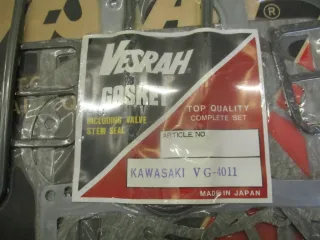 VESRAH
GASKET
INCLUDING VALVE
STEM SEAL
TOP QUALITY
COMPLETE SET
ARTICLE NO.
KAWASAKI VG-4011
MADE IN JAPAN